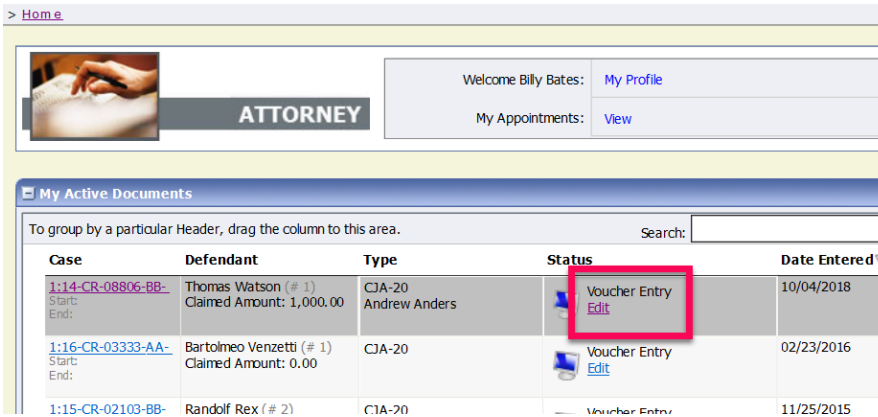 > Home
ATTORNEY
Welcome Billy Bates: My Profile
My Appointments: View
My Active Documents
To group by a particular Header, drag the column to this area. Search:
Case Defendant Type Status Date Entered
1:14-CR-08806-BB- Thomas Watson (# 1) CJA-20 Voucher Entry 10/04/2018
Start: Claimed Amount: 1,000.00 Andrew Anders Edit
End:
1:16-CR-03333-AA- Bartolmeo Venzetti (# 1) CJA-20 Voucher Entry 02/23/2016
Start: Claimed Amount: 0.00 Edit
End:
1:15-CR-02103-BB- Randolf Rex (# 2) CJA-20 Voucher Entry 11/25/2015